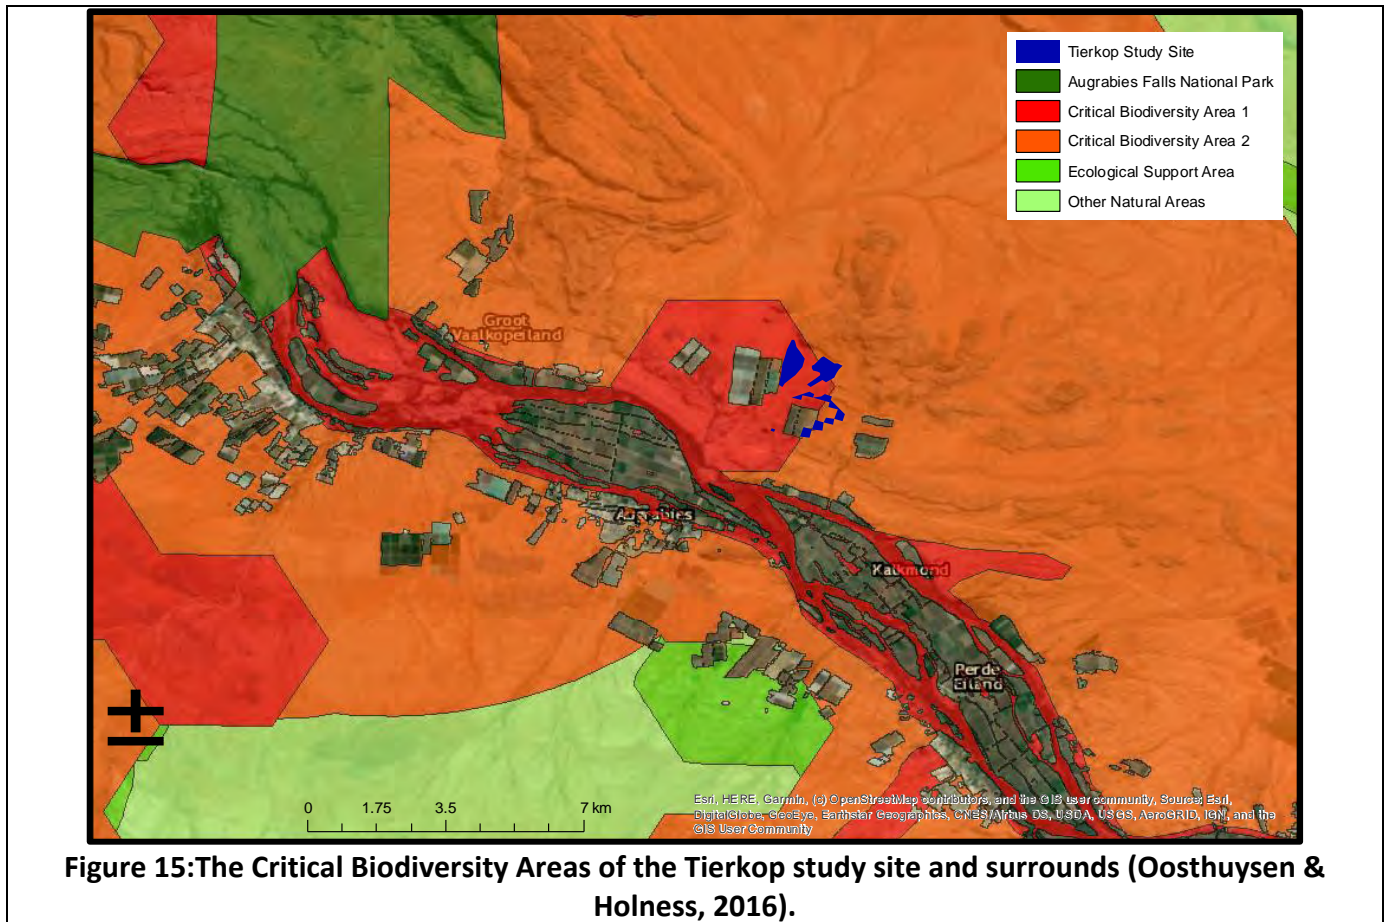 Tierkop Study Site
Augrabies Falls National Park
Critical Biodiversity Area 1
Critical Biodiversity Area 2
Ecological Support Area
Other Natural Areas
Groot
Vaalkopeiland
Augrabies
Kalkmond
Perde
Eiland
0 1.75 3.5 7 km
Esri, HERE, Garmin, (c) OpenStreetMap contributors, and the GIS user community, Source: Esri,
DigitalGlobe, GeoEye, Earthstar Geographics, CNES/Airbus DS, USDA, USGS, AeroGRID, IGN, and the
GIS User Community
Figure 15:The Critical Biodiversity Areas of the Tierkop study site and surrounds (Oosthuysen &
Holness, 2016).